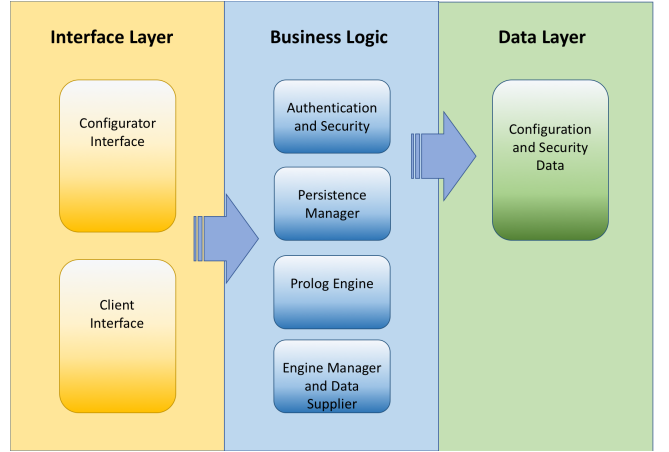 Interface Layer
Configurator
Interface
Client
Interface
Business Logic
Authentication
and Security
Persistence
Manager
Prolog Engine
Engine Manager
and Data
Supplier
Data Layer
Configuration
and Security
Data